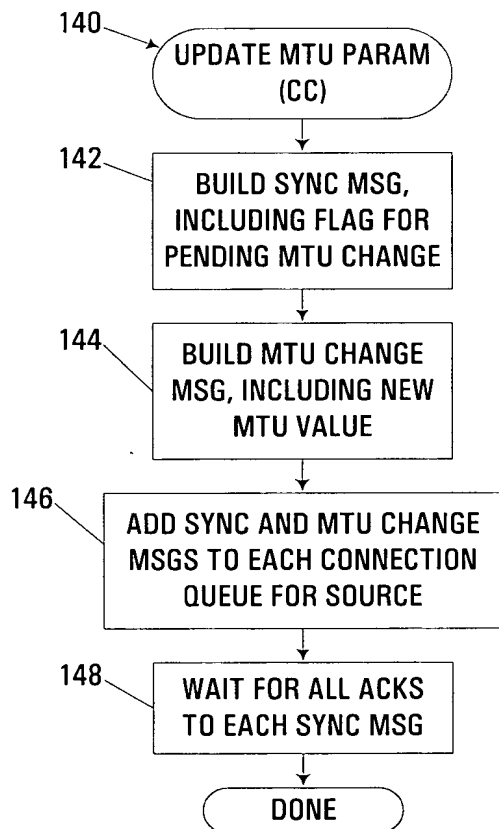 140
UPDATE MTU PARAM
(CC)
142
BUILD SYNC MSG,
INCLUDING FLAG FOR
PENDING MTU CHANGE
144
BUILD MTU CHANGE
MSG, INCLUDING NEW
MTU VALUE
146
ADD SYNC AND MTU CHANGE
MSGS TO EACH CONNECTION
QUEUE FOR SOURCE
148
WAIT FOR ALL ACKS
TO EACH SYNC MSG
DONE